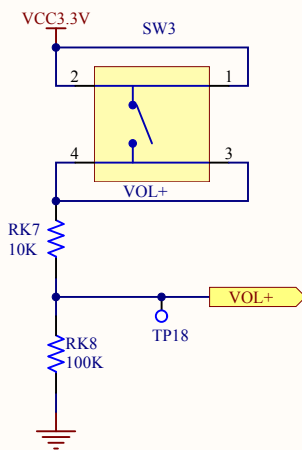 VCC3.3V
SW3
2
1
4
3
VOL+
RK7
10K
VOL+
TP18
RK8
100K